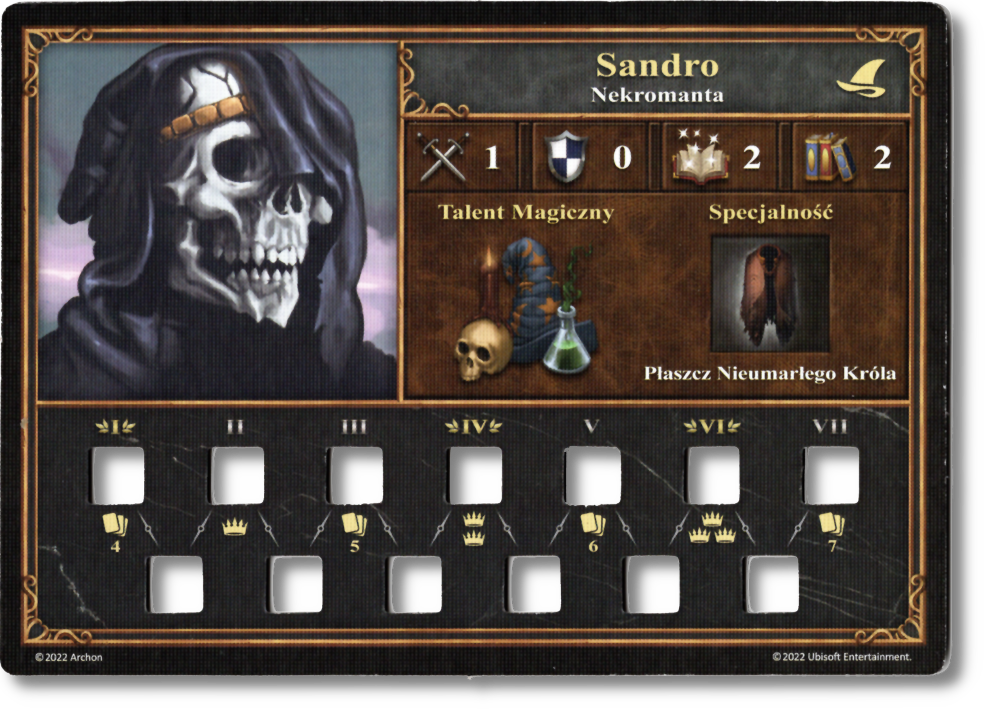 Sandro
Nekromanta
1 0 2 2
Talent Magiczny Specjalność
Płaszcz Nieumarłego Króla
I II III IV V VI VII
4 5 6 7
© 2022 Archon © 2022 Ubisoft Entertainment.